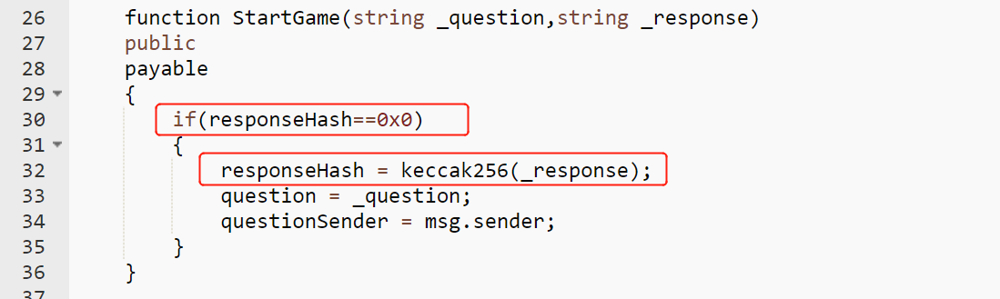 26 function StartGame(string _question,string _response)
27 public
28 payable
29 {
30 if(responseHash==0x0)
31 {
32 responseHash = keccak256(_response);
33 question = _question;
34 questionSender = msg.sender;
35 }
36 }
37